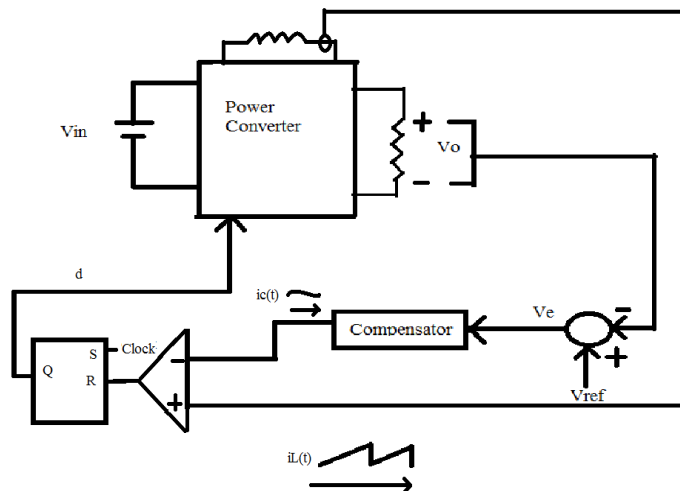 Power
Converter
Vin
+
Vo
-
d
ic(t)
Compensator
Ve
-
+
Vref
S
Clock
Q
R
-
+
iL(t)